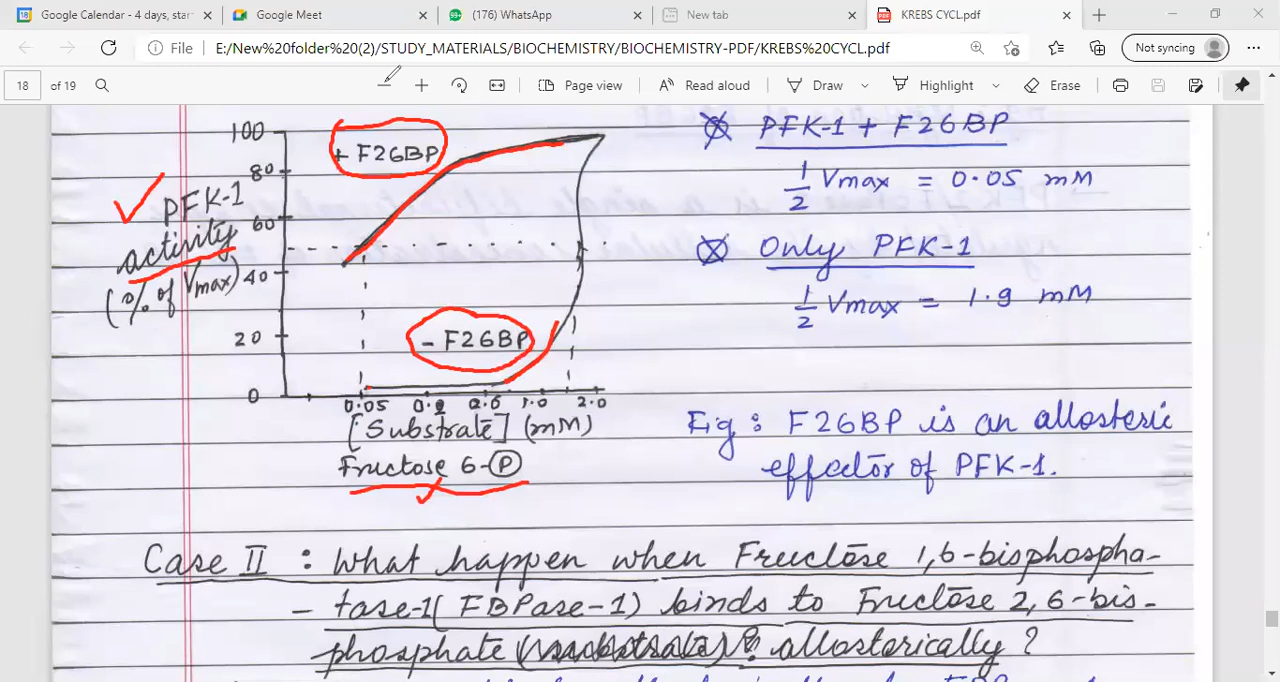 Google Calendar - 4 days, star
Google Meet
(176) WhatsApp
New tab
KREBS CYCL.pdf
File
E:/New%20folder%20(2)/STUDY_MATERIALS/BIOCHEMISTRY/BIOCHEMISTRY-PDF/KREBS%20CYCL.pdf
Not syncing
18 of 19
Page view
Read aloud
Draw
Highlight
Erase
100
80
60
40
20
0
+ F26BP
PFK-1
activity
(% of Vmax)
- F26BP
0.05 1.0 2.0
[Substrate] (mM)
Fructose 6-P
PFK-1 + F26BP
1/2 Vmax = 0.05 mM
Only PFK-1
1/2 Vmax = 1.9 mM
Fig : F26BP is an allosteric
effector of PFK-1.
Case II : What happen when Fructose 1,6-bisphospha-
- tase-1 (FBPase-1) binds to Fructose 2,6-bis-
phosphate allosterically ?